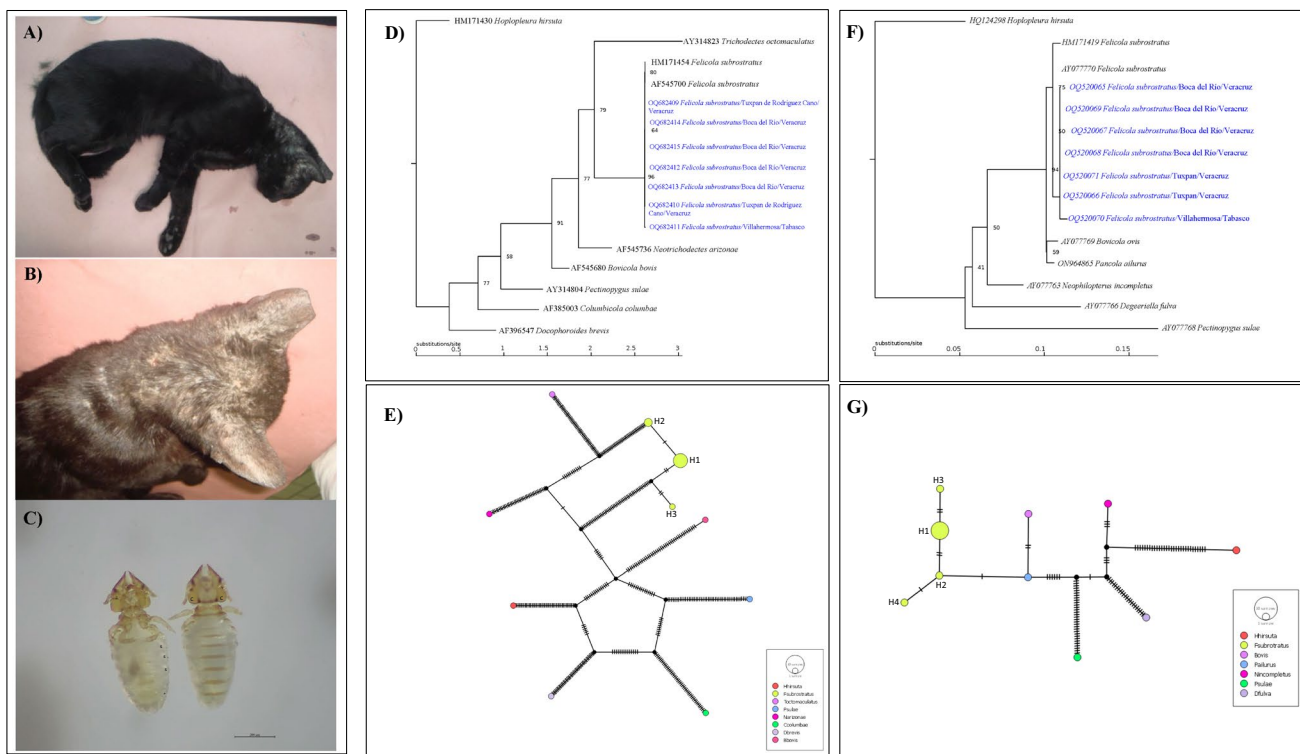 A)
B)
C)
D)
HM171430 Hoplopleura hirsuta
AY314823 Trichodectes octomaculatus
HM171454 Felicola subrostratus
80
AF545700 Felicola subrostratus
79
OQ682409 Felicola subrostratus/Tuxpan de Rodríguez Cano/
Veracruz
OQ682414 Felicola subrostratus/Boca del Río/Veracruz
64
OQ682415 Felicola subrostratus/Boca del Río/Veracruz
OQ682412 Felicola subrostratus/Boca del Río/Veracruz
77
96
OQ682413 Felicola subrostratus/Boca del Río/Veracruz
OQ682410 Felicola subrostratus/Tuxpan de Rodríguez
Cano/Veracruz
91
OQ682411 Felicola subrostratus/Villahermosa/Tabasco
AF545736 Neotrichodectes arizonae
58
AF545680 Bovicola bovis
77
AY314804 Pectinopygus sulae
AF385003 Columbicola columbae
AF396547 Docophoroides brevis
substitutions/site
0 0.5 1 1.5 2 2.5 3
F)
HQ124298 Hoplopleura hirsuta
HM171419 Felicola subrostratus
AY077770 Felicola subrostratus
75
OQ520065 Felicola subrostratus/Boca del Río/Veracruz
OQ520069 Felicola subrostratus/Boca del Río/Veracruz
50
OQ520067 Felicola subrostratus/Boca del Río/Veracruz
OQ520068 Felicola subrostratus/Boca del Río/Veracruz
94
OQ520071 Felicola subrostratus/Tuxpan/Veracruz
OQ520066 Felicola subrostratus/Tuxpan/Veracruz
OQ520070 Felicola subrostratus/Villahermosa/Tabasco
50
AY077769 Bovicola ovis
59
ON964865 Pancola ailurus
41
AY077763 Neophilopterus incompletus
AY077766 Degeeriella fulva
AY077768 Pectinopygus sulae
substitutions/site
0 0.05 0.1 0.15
E)
H2
H1
H3
Hhirsuta
Fsubrostratus
Toctomaculatus
Psulae
Narizonae
Ccolumbae
Dbrevis
Bbovis
G)
H3
H1
H2
H4
Hhirsuta
Fsubrotratus
Bovis
Pailurus
Nincompletus
Psulae
Dfulva